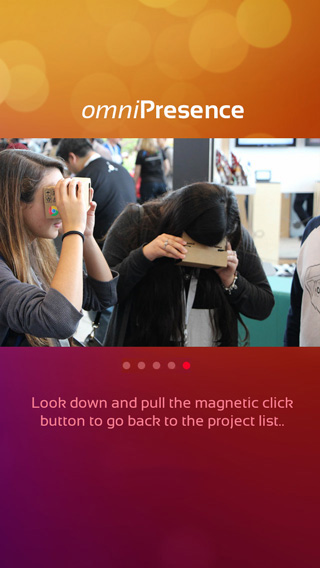 omniPresence
Look down and pull the magnetic click
button to go back to the project list..